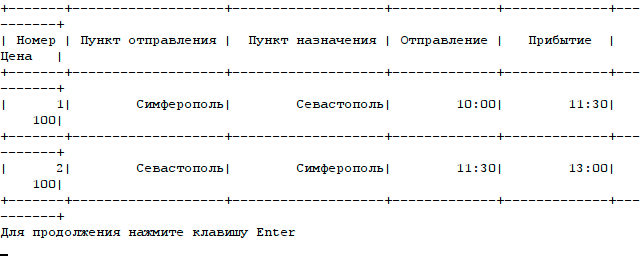 +-------+-------------------+-------------------+-------------+-------------+---
-------+
| Номер | Пункт отправления |  Пункт назначения | Отправление |   Прибытие  |
Цена   |
+-------+-------------------+-------------------+-------------+-------------+---
-------+
|      1|        Симферополь|        Севастополь|        10:00|        11:30|
    100|
+-------+-------------------+-------------------+-------------+-------------+---
-------+
|      2|        Севастополь|        Симферополь|        11:30|        13:00|
    100|
+-------+-------------------+-------------------+-------------+-------------+---
-------+
Для продолжения нажмите клавишу Enter
_